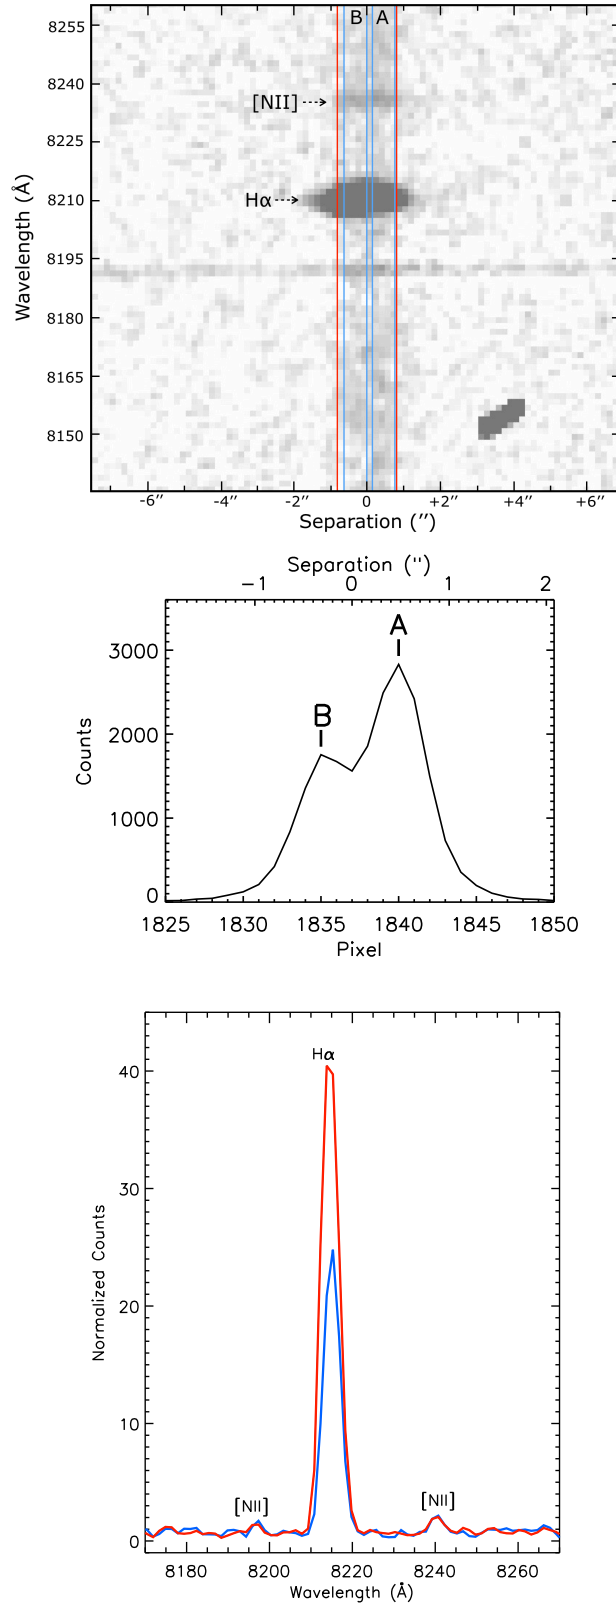 B A
8255
8240
[NII]
8225
Hα
8210
8195
8180
8165
8150
Wavelength (Å)
-6″ -4″ -2″ 0 +2″ +4″ +6″
Separation (″)
Separation (")
−1 0 1 2
A
B
3000
2000
1000
0
Counts
1825 1830 1835 1840 1845 1850
Pixel
Hα
40
30
20
10
0
Normalized Counts
[NII] [NII]
8180 8200 8220 8240 8260
Wavelength (Å)